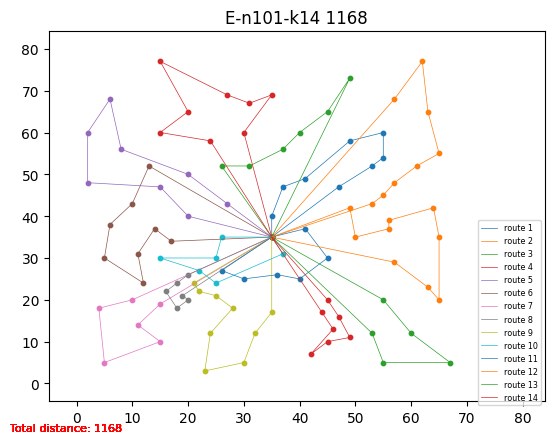 E-n101-k14 1168
80
70
60
50
40
30
20
10
0
route 1
route 2
route 3
route 4
route 5
route 6
route 7
route 8
route 9
route 10
route 11
route 12
route 13
route 14
0 10 20 30 40 50 60 70 80
Total distance: 1168